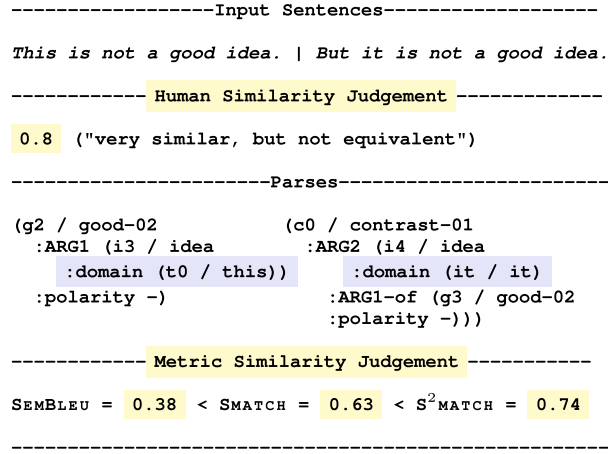 -----------------Input Sentences------------------
This is not a good idea. | But it is not a good idea.
------------ Human Similarity Judgement -------------
0.8 ("very similar, but not equivalent")
-----------------------Parses------------------------
(g2 / good-02 (c0 / contrast-01
:ARG1 (i3 / idea :ARG2 (i4 / idea
:domain (t0 / this)) :domain (it / it)
:polarity -) :ARG1-of (g3 / good-02
:polarity -)))
------------ Metric Similarity Judgement -----------
SEMBLEU = 0.38 < SMATCH = 0.63 < S²MATCH = 0.74
-----------------------------------------------------